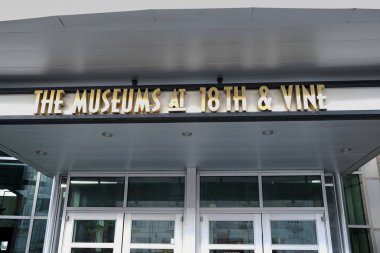 THE MUSEUMS AT 18TH & VINE